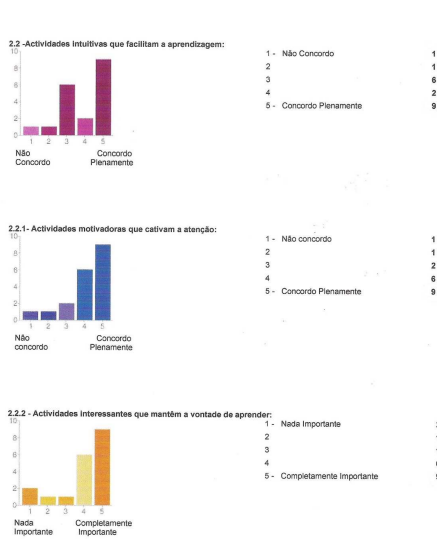 2.2 -Actividades intuitivas que facilitam a aprendizagem:
1 - Não Concordo 1
2 1
3 6
4 2
5 - Concordo Plenamente 9
10
8
6
4
2
0
1 2 3 4 5
Não Concordo
Concordo Plenamente
2.2.1- Actividades motivadoras que cativam a atenção:
1 - Não concordo 1
2 1
3 2
4 6
5 - Concordo Plenamente 9
10
8
6
4
2
0
1 2 3 4 5
Não concordo
Concordo Plenamente
2.2.2 - Actividades interessantes que mantêm a vontade de aprender:
1 - Nada Importante
2
3
4
5 - Completamente Importante
10
8
6
4
2
0
1 2 3 4 5
Nada Importante
Completamente Importante